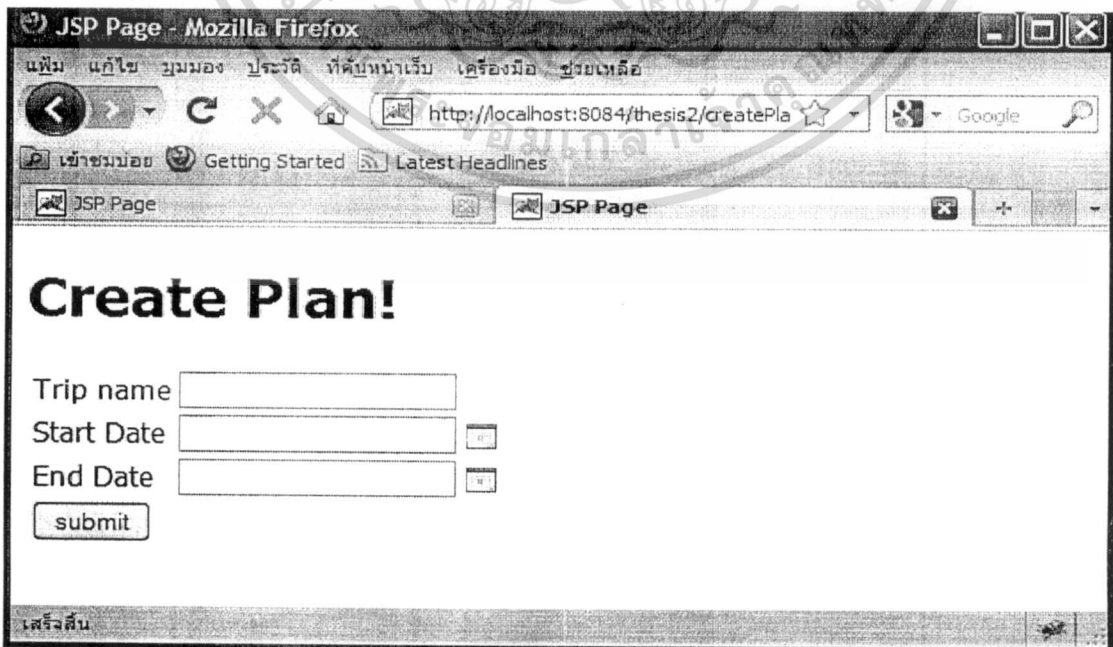 JSP Page - Mozilla Firefox
แฟ้ม แก้ไข มุมมอง ประวัติ ที่คั่นหน้าเว็บ เครื่องมือ ช่วยเหลือ
http://localhost:8084/thesis2/createPla
Google
เข้าชมบ่อย Getting Started Latest Headlines
JSP Page
JSP Page
Create Plan!
Trip name
Start Date
End Date
submit
เสร็จสิ้น